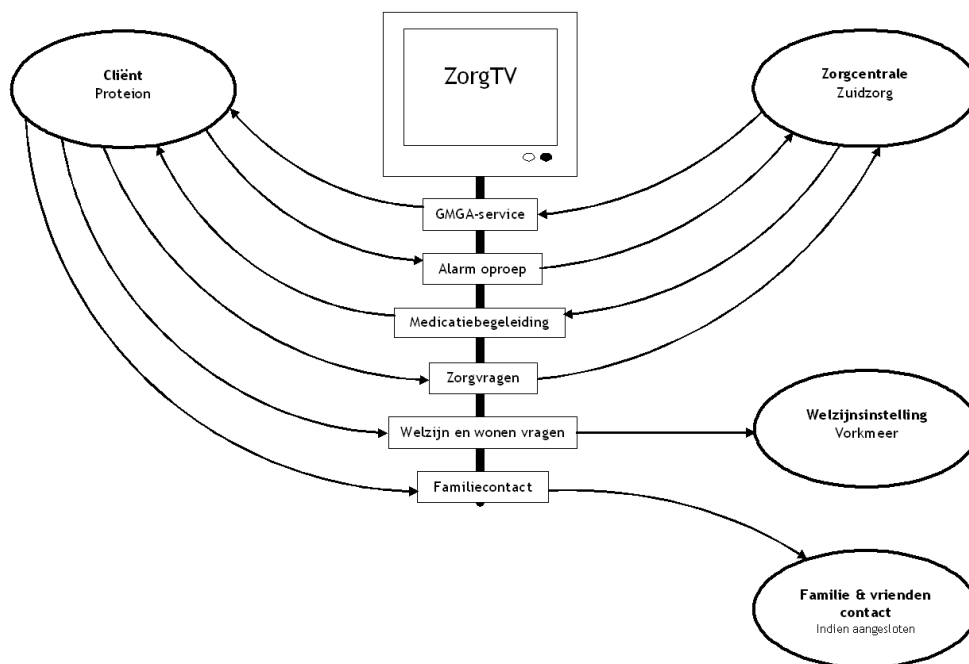 Cliënt
Proteion
ZorgTV
Zorgcentrale
Zuidzorg
GMGA-service
Alarm oproep
Medicatiebegeleiding
Zorgvragen
Welzijn en wonen vragen
Familiecontact
Welzijnsinstelling
Vorkmeer
Familie & vrienden
contact
Indien aangesloten